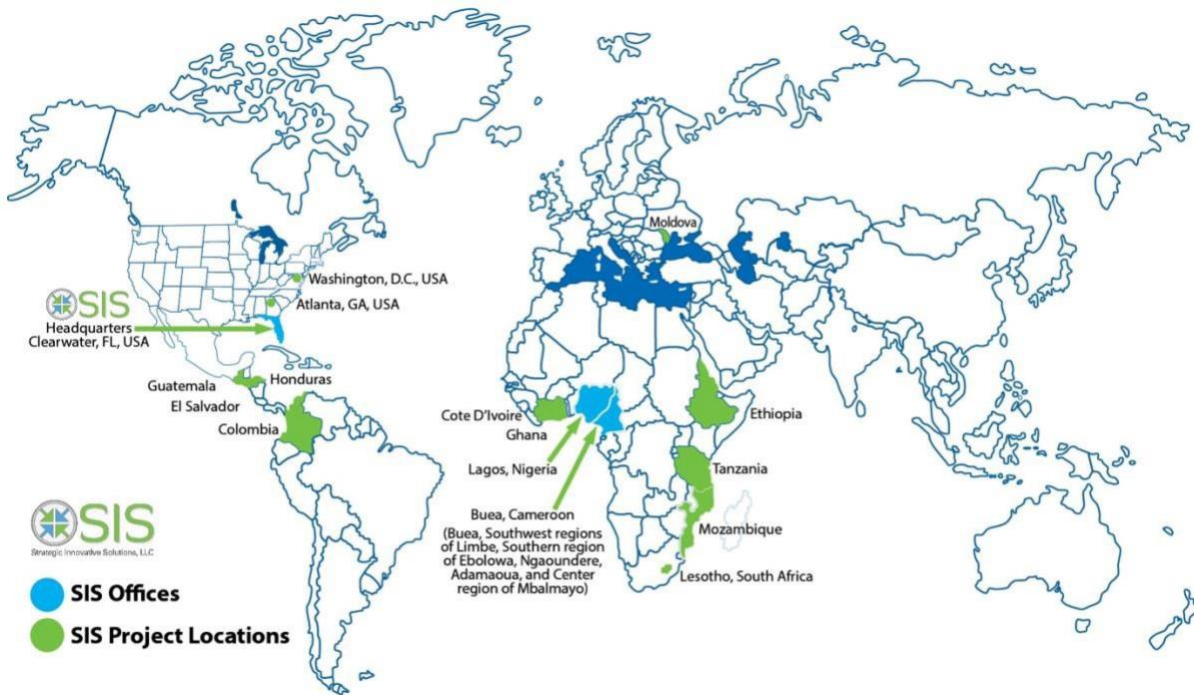 Moldova
Washington, D.C., USA
Atlanta, GA, USA
SIS
Headquarters
Clearwater, FL, USA
Guatemala
Honduras
El Salvador
Colombia
Cote D'Ivoire
Ghana
Ethiopia
Lagos, Nigeria
Tanzania
Buea, Cameroon
(Buea, Southwest regions
of Limbe, Southern region
of Ebolowa, Ngaoundere,
Adamaoua, and Center
region of Mbalmayo)
Mozambique
Lesotho, South Africa
SIS
Strategic Innovative Solutions, LLC
SIS Offices
SIS Project Locations